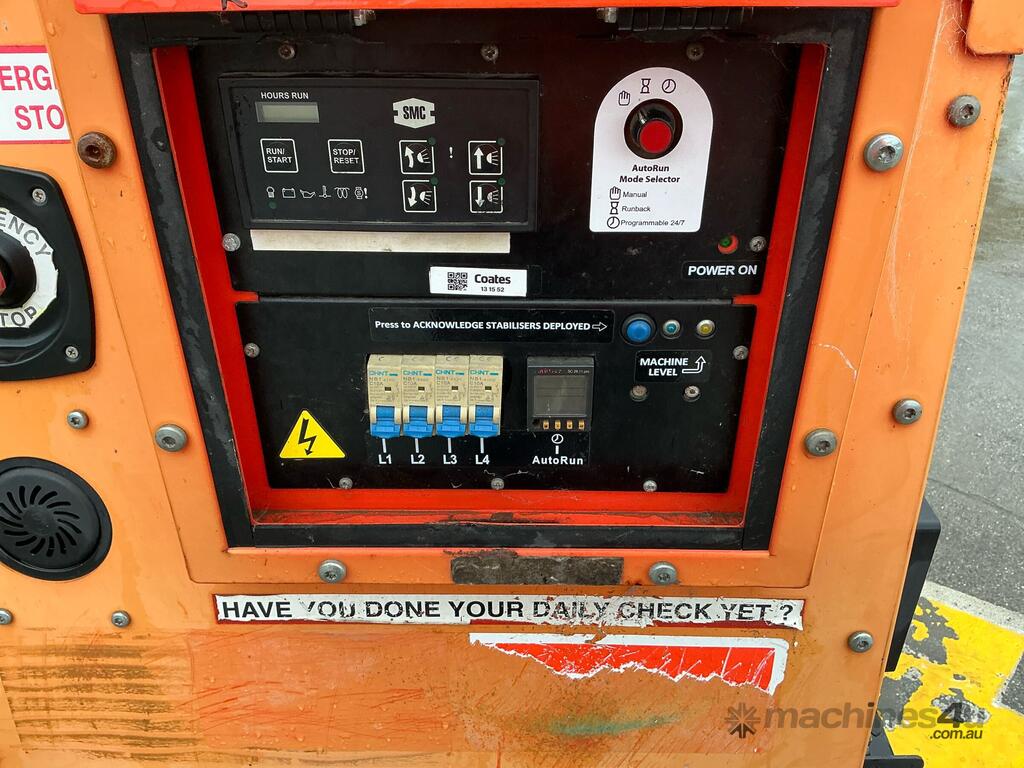 ERG
STO
ENCY
TOP
HOURS RUN
SMC
RUN/
START
STOP/
RESET
!
AutoRun
Mode Selector
Manual
Runback
Programmable 24/7
POWER ON
Coates
13 15 52
Press to ACKNOWLEDGE STABILISERS DEPLOYED
MACHINE
LEVEL
CHNT
CHNT
CHNT
CHNT
L1
L2
L3
L4
AutoRun
HAVE YOU DONE YOUR DAILY CHECK YET ?
machines4u
.com.au